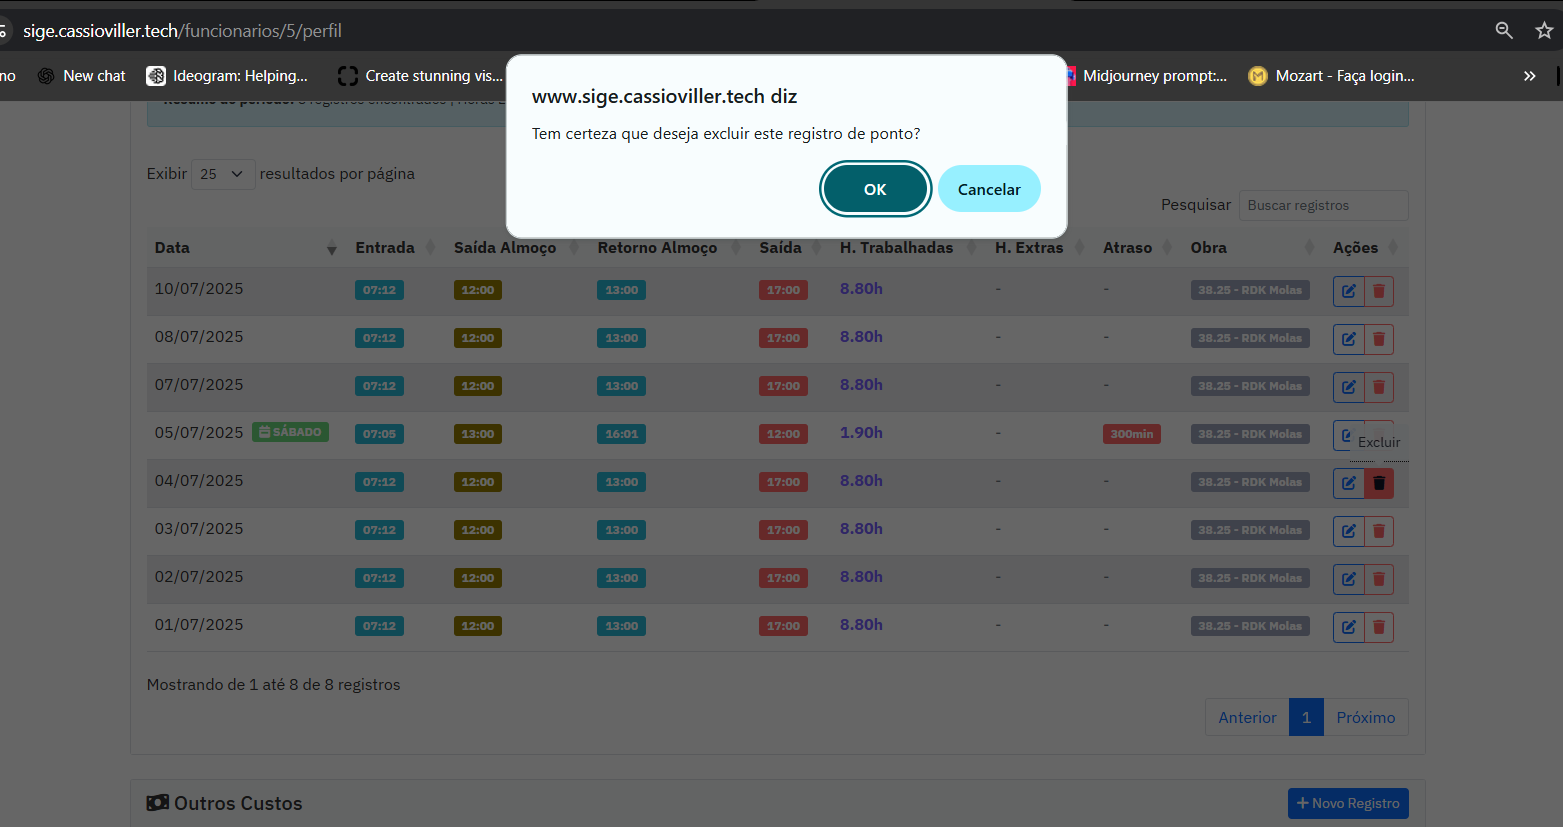 sige.cassioviller.tech/funcionarios/5/perfil
no New chat Ideogram: Helping... Create stunning vis... Midjourney prompt:... Mozart - Faça login... »
www.sige.cassioviller.tech diz
Tem certeza que deseja excluir este registro de ponto?
OK Cancelar
Exibir 25 resultados por página
Pesquisar Buscar registros
Data Entrada Saída Almoço Retorno Almoço Saída H. Trabalhadas H. Extras Atraso Obra Ações
10/07/2025 07:12 12:00 13:00 17:00 8.80h - - 38.25 - RDK Molas
08/07/2025 07:12 12:00 13:00 17:00 8.80h - - 38.25 - RDK Molas
07/07/2025 07:12 12:00 13:00 17:00 8.80h - - 38.25 - RDK Molas
05/07/2025 SÁBADO 07:05 13:00 16:01 12:00 1.90h - 300min 38.25 - RDK Molas
Excluir
04/07/2025 07:12 12:00 13:00 17:00 8.80h - - 38.25 - RDK Molas
03/07/2025 07:12 12:00 13:00 17:00 8.80h - - 38.25 - RDK Molas
02/07/2025 07:12 12:00 13:00 17:00 8.80h - - 38.25 - RDK Molas
01/07/2025 07:12 12:00 13:00 17:00 8.80h - - 38.25 - RDK Molas
Mostrando de 1 até 8 de 8 registros
Anterior 1 Próximo
Outros Custos
+ Novo Registro